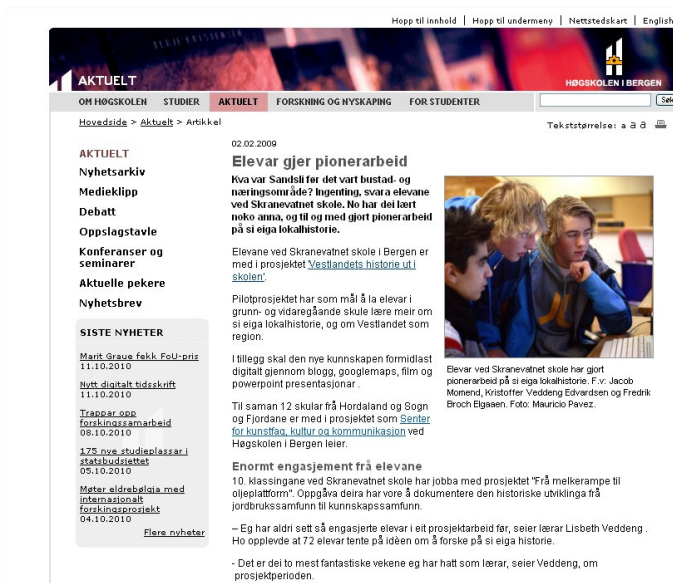 Hopp til innhold | Hopp til undermeny | Nettstedskart | English
AKTUELT
HØGSKOLEN I BERGEN
OM HØGSKOLEN STUDIER AKTUELT FORSKNING OG NYSKAPING FOR STUDENTER
Hovedside > Aktuelt > Artikkel
Tekststørrelse: a a a
AKTUELT
Nyhetsarkiv
Medieklipp
Debatt
Oppslagstavle
Konferanser og
seminarer
Aktuelle pekere
Nyhetsbrev
SISTE NYHETER
Marit Graue fekk FoU-pris
11.10.2010
Nytt digitalt tidsskrift
11.10.2010
Trappar opp
forskingssamarbeid
08.10.2010
175 nye studieplassar i
statsbudsjettet
05.10.2010
Møter eldrebølgja med
internasjonalt
forskingsprosjekt
04.10.2010
Flere nyheter
02.02.2009
Elevar gjer pionerarbeid
Kva var Sandsli før det vart bustad- og
næringsområde? Ingenting, svara elevane
ved Skranevatnet skole. No har dei lært
noko anna, og til og med gjort pionerarbeid
på si eiga lokalhistorie.
Elevane ved Skranevatnet skole i Bergen er
med i prosjektet 'Vestlandets historie ut i
skolen'.
Pilotprosjektet har som mål å la elevar i
grunn- og vidaregåande skule lære meir om
si eiga lokalhistorie, og om Vestlandet som
region.
I tillegg skal den nye kunnskapen formidlast
digitalt gjennom blogg, googlemaps, film og
powerpoint presentasjonar .
Til saman 12 skular frå Hordaland og Sogn
og Fjordane er med i prosjektet som Senter
for kunstfag, kultur og kommunikasjon ved
Høgskolen i Bergen leier.
Elevar ved Skranevatnet skole har gjort
pionerarbeid på si eiga lokalhistorie. F.v: Jacob
Momend, Kristoffer Veddeng Edvardsen og Fredrik
Broch Elgaaen. Foto: Mauricio Pavez.
Enormt engasjement frå elevane
10. klassingane ved Skranevatnet skole har jobba med prosjektet "Frå melkerampe til
oljeplattform". Oppgåva deira har vore å dokumentere den historiske utviklinga frå
jordbrukssamfunn til kunnskapssamfunn.
– Eg har aldri sett så engasjerte elevar i eit prosjektarbeid før, seier lærar Lisbeth Veddeng .
Ho opplevde at 72 elevar tente på idèen om å forske på si eiga historie.
- Det er dei to mest fantastiske vekene eg har hatt som lærar, seier Veddeng, om
prosjektperioden.